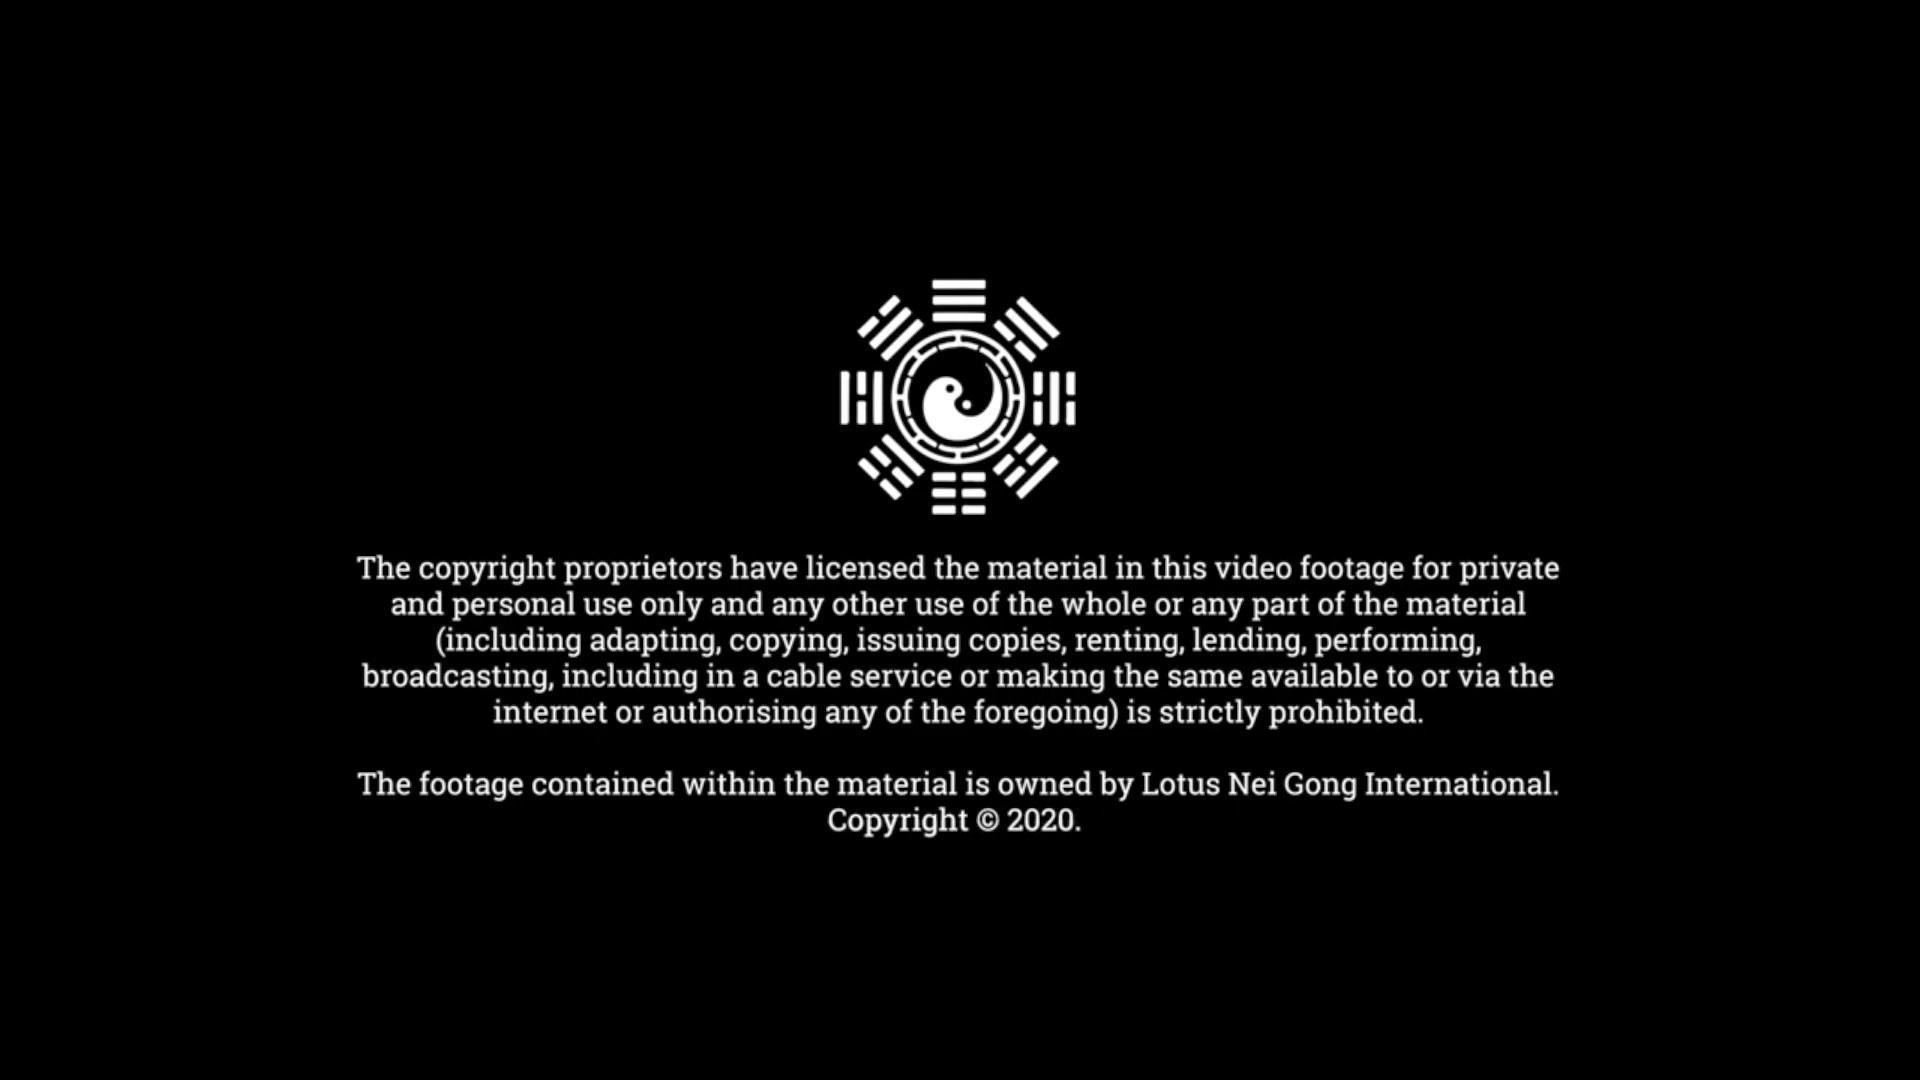 The copyright proprietors have licensed the material in this video footage for private
and personal use only and any other use of the whole or any part of the material
(including adapting, copying, issuing copies, renting, lending, performing,
broadcasting, including in a cable service or making the same available to or via the
internet or authorising any of the foregoing) is strictly prohibited.
The footage contained within the material is owned by Lotus Nei Gong International.
Copyright © 2020.